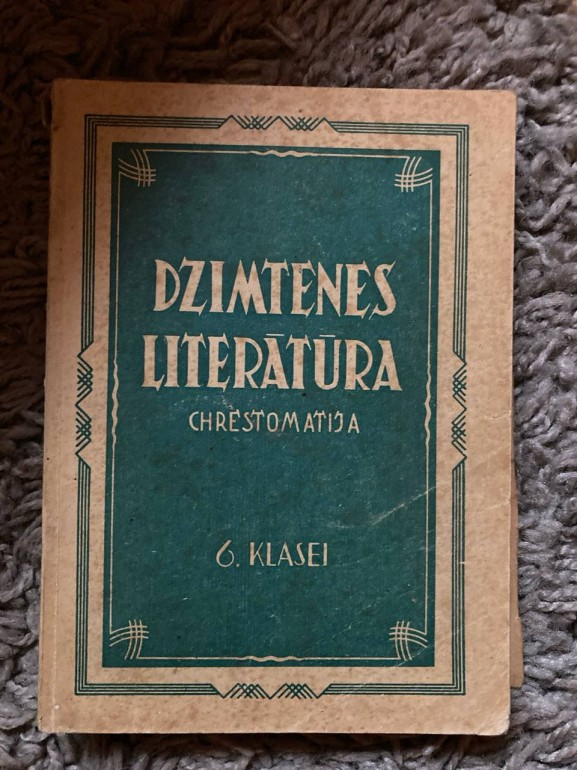 DZIMTENES
LITERĀTŪRA
CHRESTOMATIJA
6. KLASEI